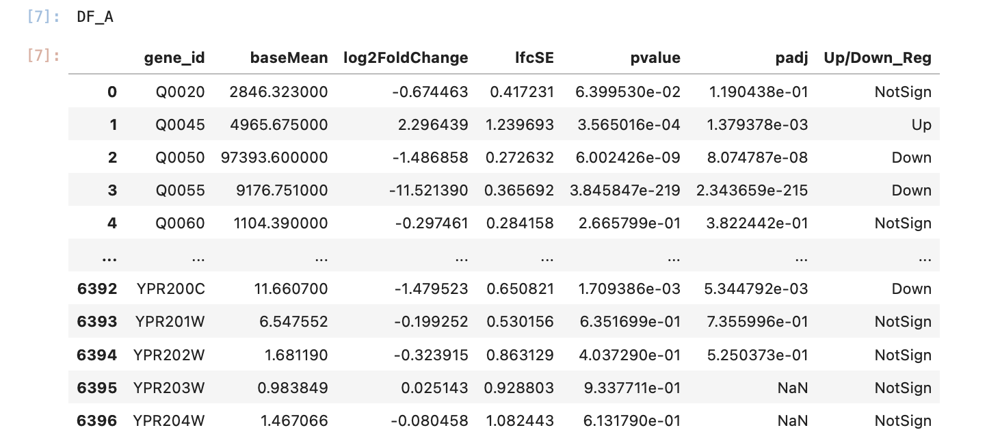 [7]: DF_A
[7]:
gene_id baseMean log2FoldChange lfcSE pvalue padj Up/Down_Reg
0 Q0020 2846.323000 -0.674463 0.417231 6.399530e-02 1.190438e-01 NotSign
1 Q0045 4965.675000 2.296439 1.239693 3.565016e-04 1.379378e-03 Up
2 Q0050 97393.600000 -1.486858 0.272632 6.002426e-09 8.074787e-08 Down
3 Q0055 9176.751000 -11.521390 0.365692 3.845847e-219 2.343659e-215 Down
4 Q0060 1104.390000 -0.297461 0.284158 2.665799e-01 3.822442e-01 NotSign
... ... ... ... ... ... ... ...
6392 YPR200C 11.660700 -1.479523 0.650821 1.709386e-03 5.344792e-03 Down
6393 YPR201W 6.547552 -0.199252 0.530156 6.351699e-01 7.355996e-01 NotSign
6394 YPR202W 1.681190 -0.323915 0.863129 4.037290e-01 5.250373e-01 NotSign
6395 YPR203W 0.983849 0.025143 0.928803 9.337711e-01 NaN NotSign
6396 YPR204W 1.467066 -0.080458 1.082443 6.131790e-01 NaN NotSign